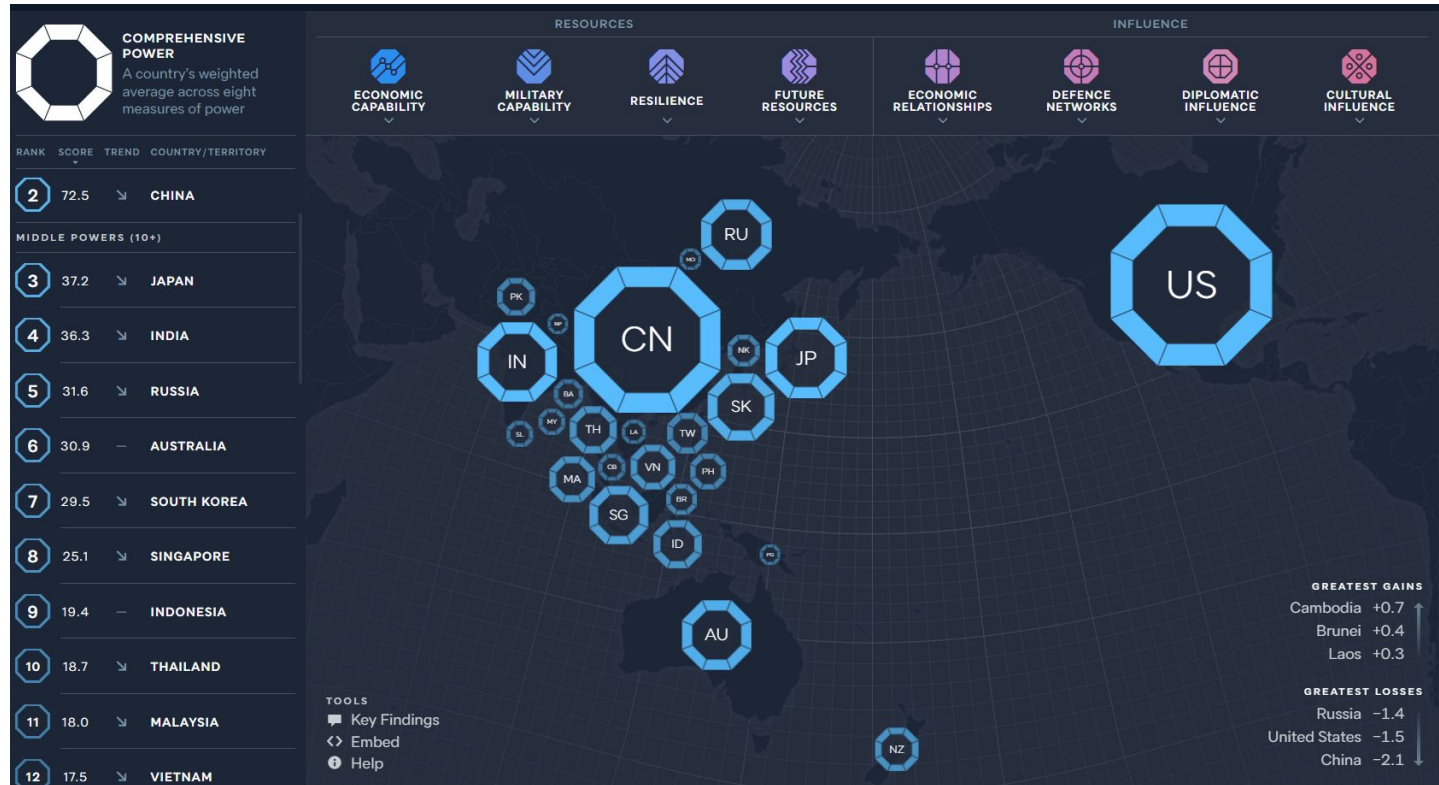 COMPREHENSIVE
POWER
A country's weighted
average across eight
measures of power
RESOURCES
INFLUENCE
ECONOMIC
CAPABILITY
MILITARY
CAPABILITY
RESILIENCE
FUTURE
RESOURCES
ECONOMIC
RELATIONSHIPS
DEFENCE
NETWORKS
DIPLOMATIC
INFLUENCE
CULTURAL
INFLUENCE
RANK SCORE TREND COUNTRY/TERRITORY
2 72.5 CHINA
MIDDLE POWERS (10+)
3 37.2 JAPAN
4 36.3 INDIA
5 31.6 RUSSIA
6 30.9 – AUSTRALIA
7 29.5 SOUTH KOREA
8 25.1 SINGAPORE
9 19.4 – INDONESIA
10 18.7 THAILAND
11 18.0 MALAYSIA
12 17.5 VIETNAM
RU
MO
US
PK
NP
CN
IN
NK
JP
BA
SK
MY
SL
TH
LA
TW
CB
VN
PH
MA
BR
SG
ID
PG
AU
NZ
TOOLS
Key Findings
Embed
Help
GREATEST GAINS
Cambodia +0.7
Brunei +0.4
Laos +0.3
GREATEST LOSSES
Russia −1.4
United States −1.5
China −2.1